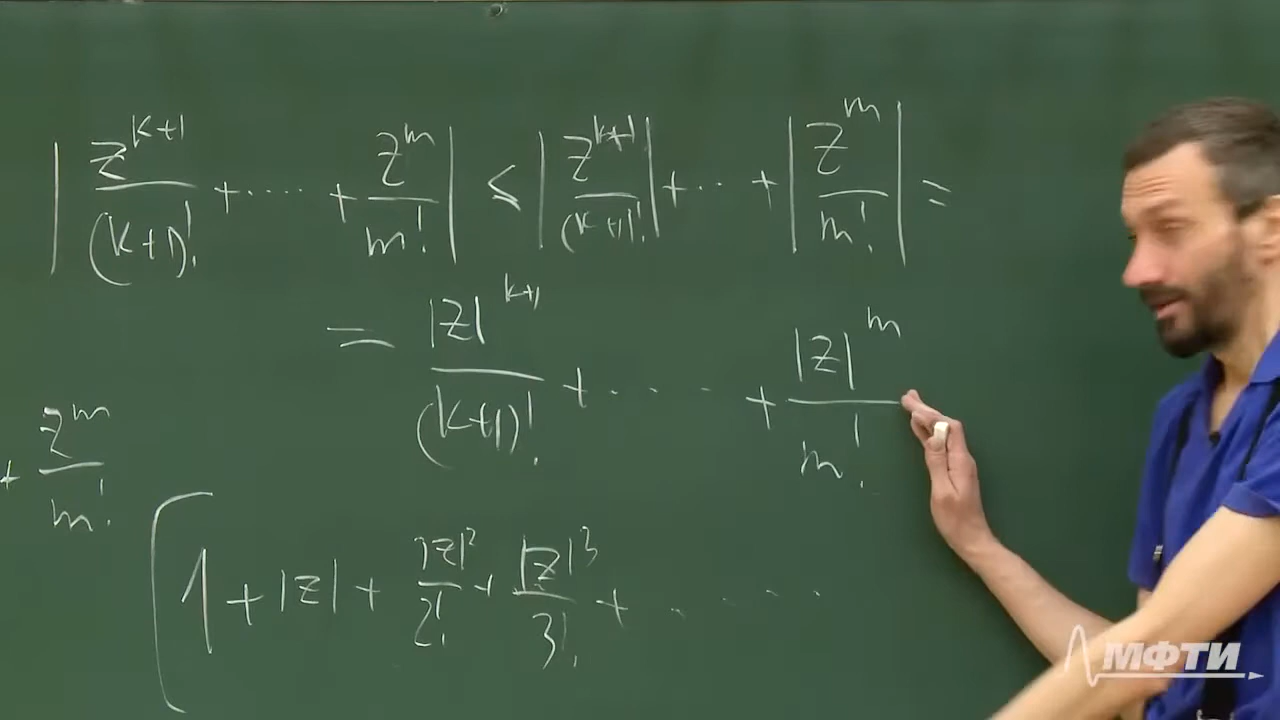 | z^{k+1}/(k+1)! + ..... + z^m/m! | ≤ | z^{k+1}/(k+1)! | + ... + | z^m/m! | =
= |z|^{k+1}/(k+1)! + .... + |z|^m/m!
+ z^m/m!
[ 1 + |z| + |z|^2/2! + |z|^3/3! + .....
МФТИ